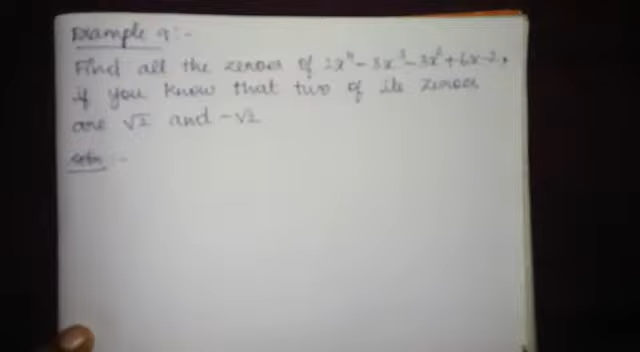 Example 9:-
Find all the zeroes of 2x⁴-3x³-3x²+6x-2,
if you know that two of its zeroes
are √2 and -√2
Soln :-